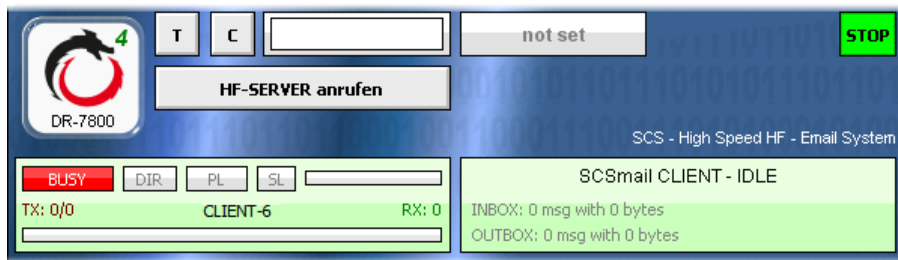 4
T C not set STOP
HF-SERVER anrufen
DR-7800
SCS - High Speed HF - Email System
BUSY DIR PL SL
TX: 0/0 CLIENT-6 RX: 0
SCSmail CLIENT - IDLE
INBOX: 0 msg with 0 bytes
OUTBOX: 0 msg with 0 bytes